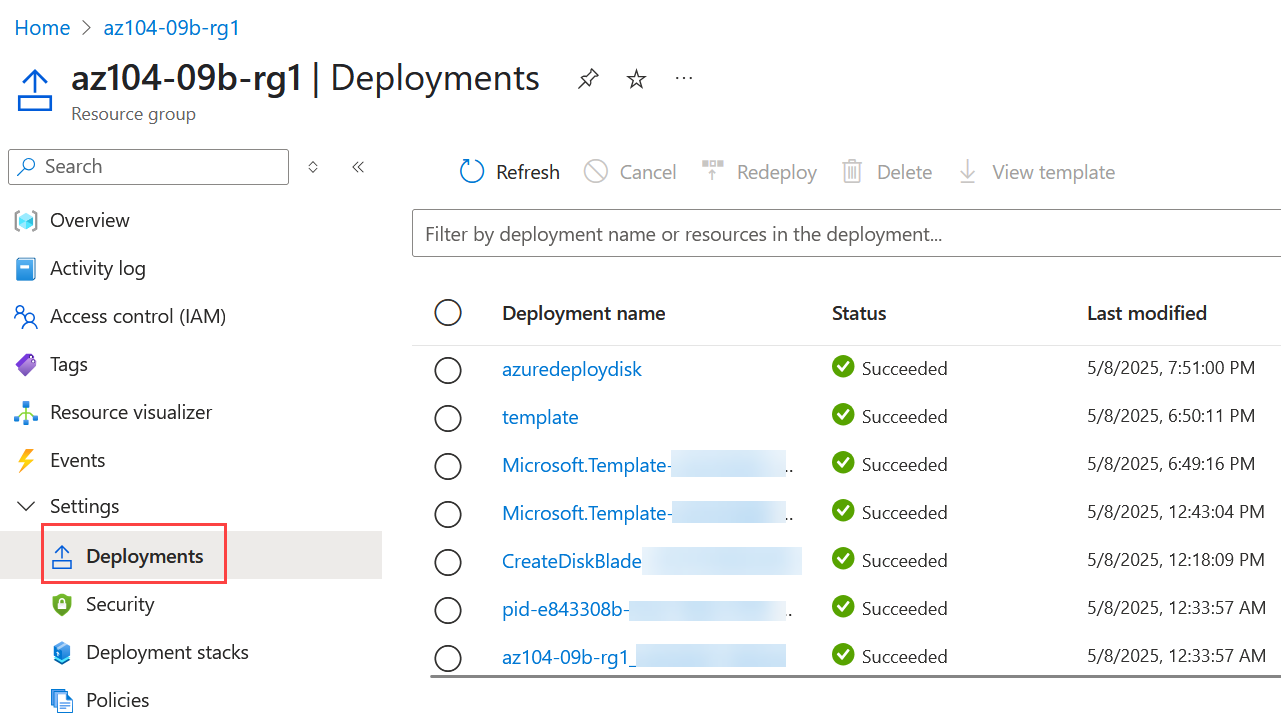 Home > az104-09b-rg1
az104-09b-rg1 | Deployments ...
Resource group
Search
Refresh Cancel Redeploy Delete View template
Overview
Activity log
Access control (IAM)
Tags
Resource visualizer
Events
Settings
Deployments
Security
Deployment stacks
Policies
Filter by deployment name or resources in the deployment...
Deployment name Status Last modified
azuredeploydisk Succeeded 5/8/2025, 7:51:00 PM
template Succeeded 5/8/2025, 6:50:11 PM
Microsoft.Template- .. Succeeded 5/8/2025, 6:49:16 PM
Microsoft.Template- .. Succeeded 5/8/2025, 12:43:04 PM
CreateDiskBlade Succeeded 5/8/2025, 12:18:09 PM
pid-e843308b- .. Succeeded 5/8/2025, 12:33:57 AM
az104-09b-rg1_ Succeeded 5/8/2025, 12:33:57 AM